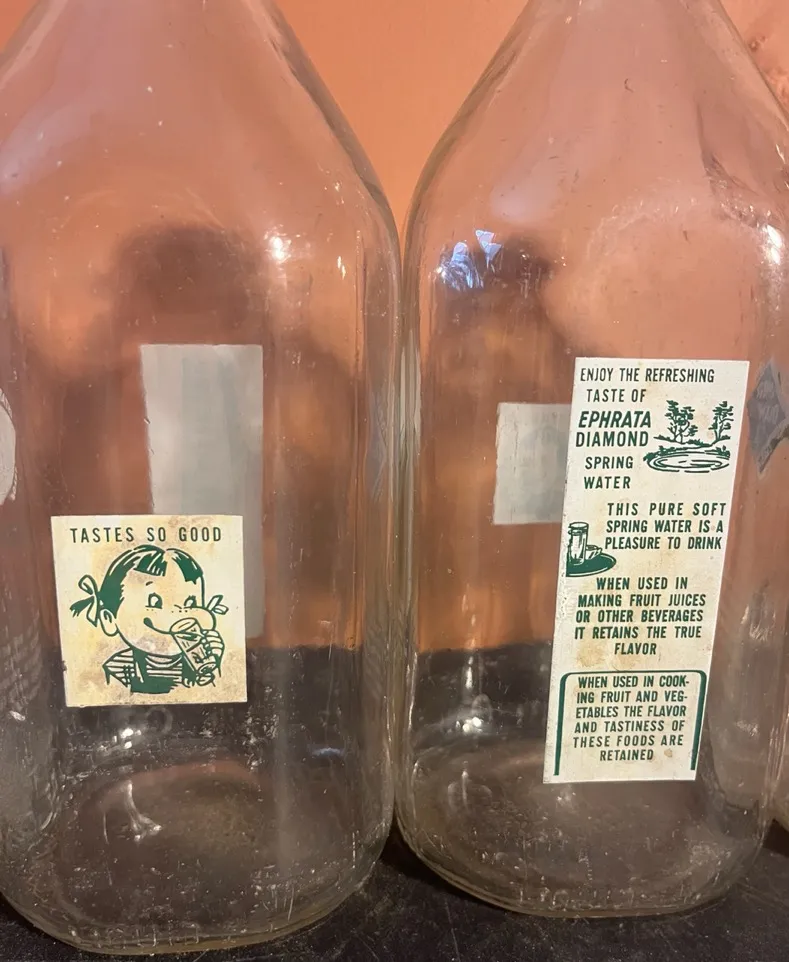 TASTES SO GOOD
ENJOY THE REFRESHING
TASTE OF
EPHRATA
DIAMOND
SPRING
WATER
THIS PURE SOFT
SPRING WATER IS A
PLEASURE TO DRINK
WHEN USED IN
MAKING FRUIT JUICES
OR OTHER BEVERAGES
IT RETAINS THE TRUE
FLAVOR
WHEN USED IN COOK-
ING FRUIT AND VEG-
ETABLES THE FLAVOR
AND TASTINESS OF
THESE FOODS ARE
RETAINED